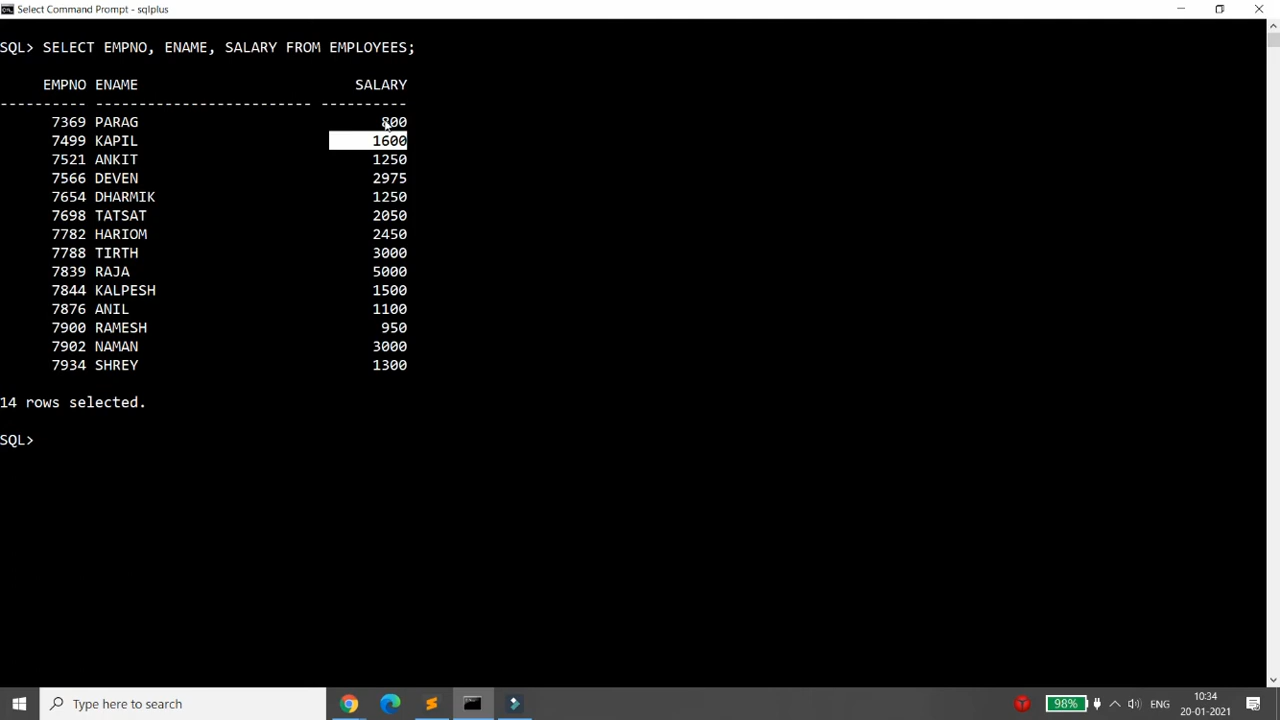 Select Command Prompt - sqlplus
SQL> SELECT EMPNO, ENAME, SALARY FROM EMPLOYEES;
EMPNO ENAME SALARY
---------- ------------------------- ----------
7369 PARAG 800
7499 KAPIL 1600
7521 ANKIT 1250
7566 DEVEN 2975
7654 DHARMIK 1250
7698 TATSAT 2050
7782 HARIOM 2450
7788 TIRTH 3000
7839 RAJA 5000
7844 KALPESH 1500
7876 ANIL 1100
7900 RAMESH 950
7902 NAMAN 3000
7934 SHREY 1300
14 rows selected.
SQL>
Type here to search
98%
ENG
10:34
20-01-2021